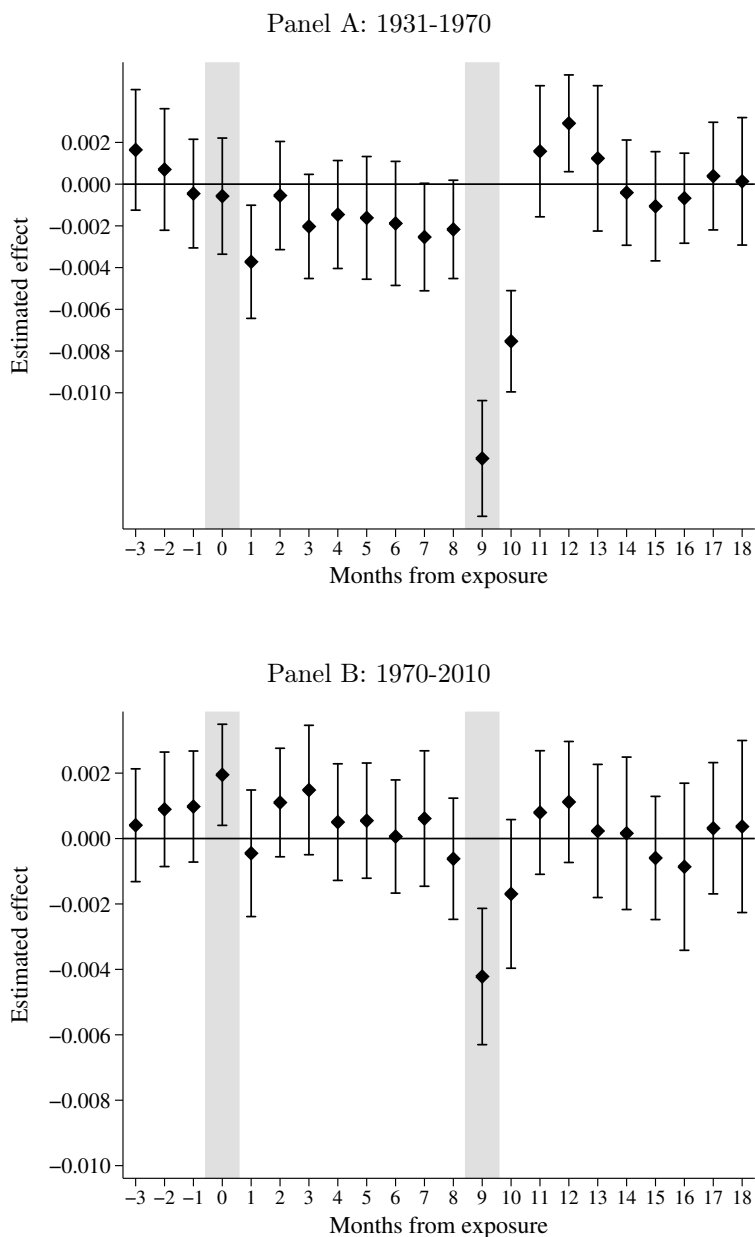 Panel A: 1931-1970
0.002
0.000
−0.002
−0.004
−0.006
−0.008
−0.010
Estimated effect
−3 −2 −1 0 1 2 3 4 5 6 7 8 9 10 11 12 13 14 15 16 17 18
Months from exposure
Panel B: 1970-2010
0.002
0.000
−0.002
−0.004
−0.006
−0.008
−0.010
Estimated effect
−3 −2 −1 0 1 2 3 4 5 6 7 8 9 10 11 12 13 14 15 16 17 18
Months from exposure